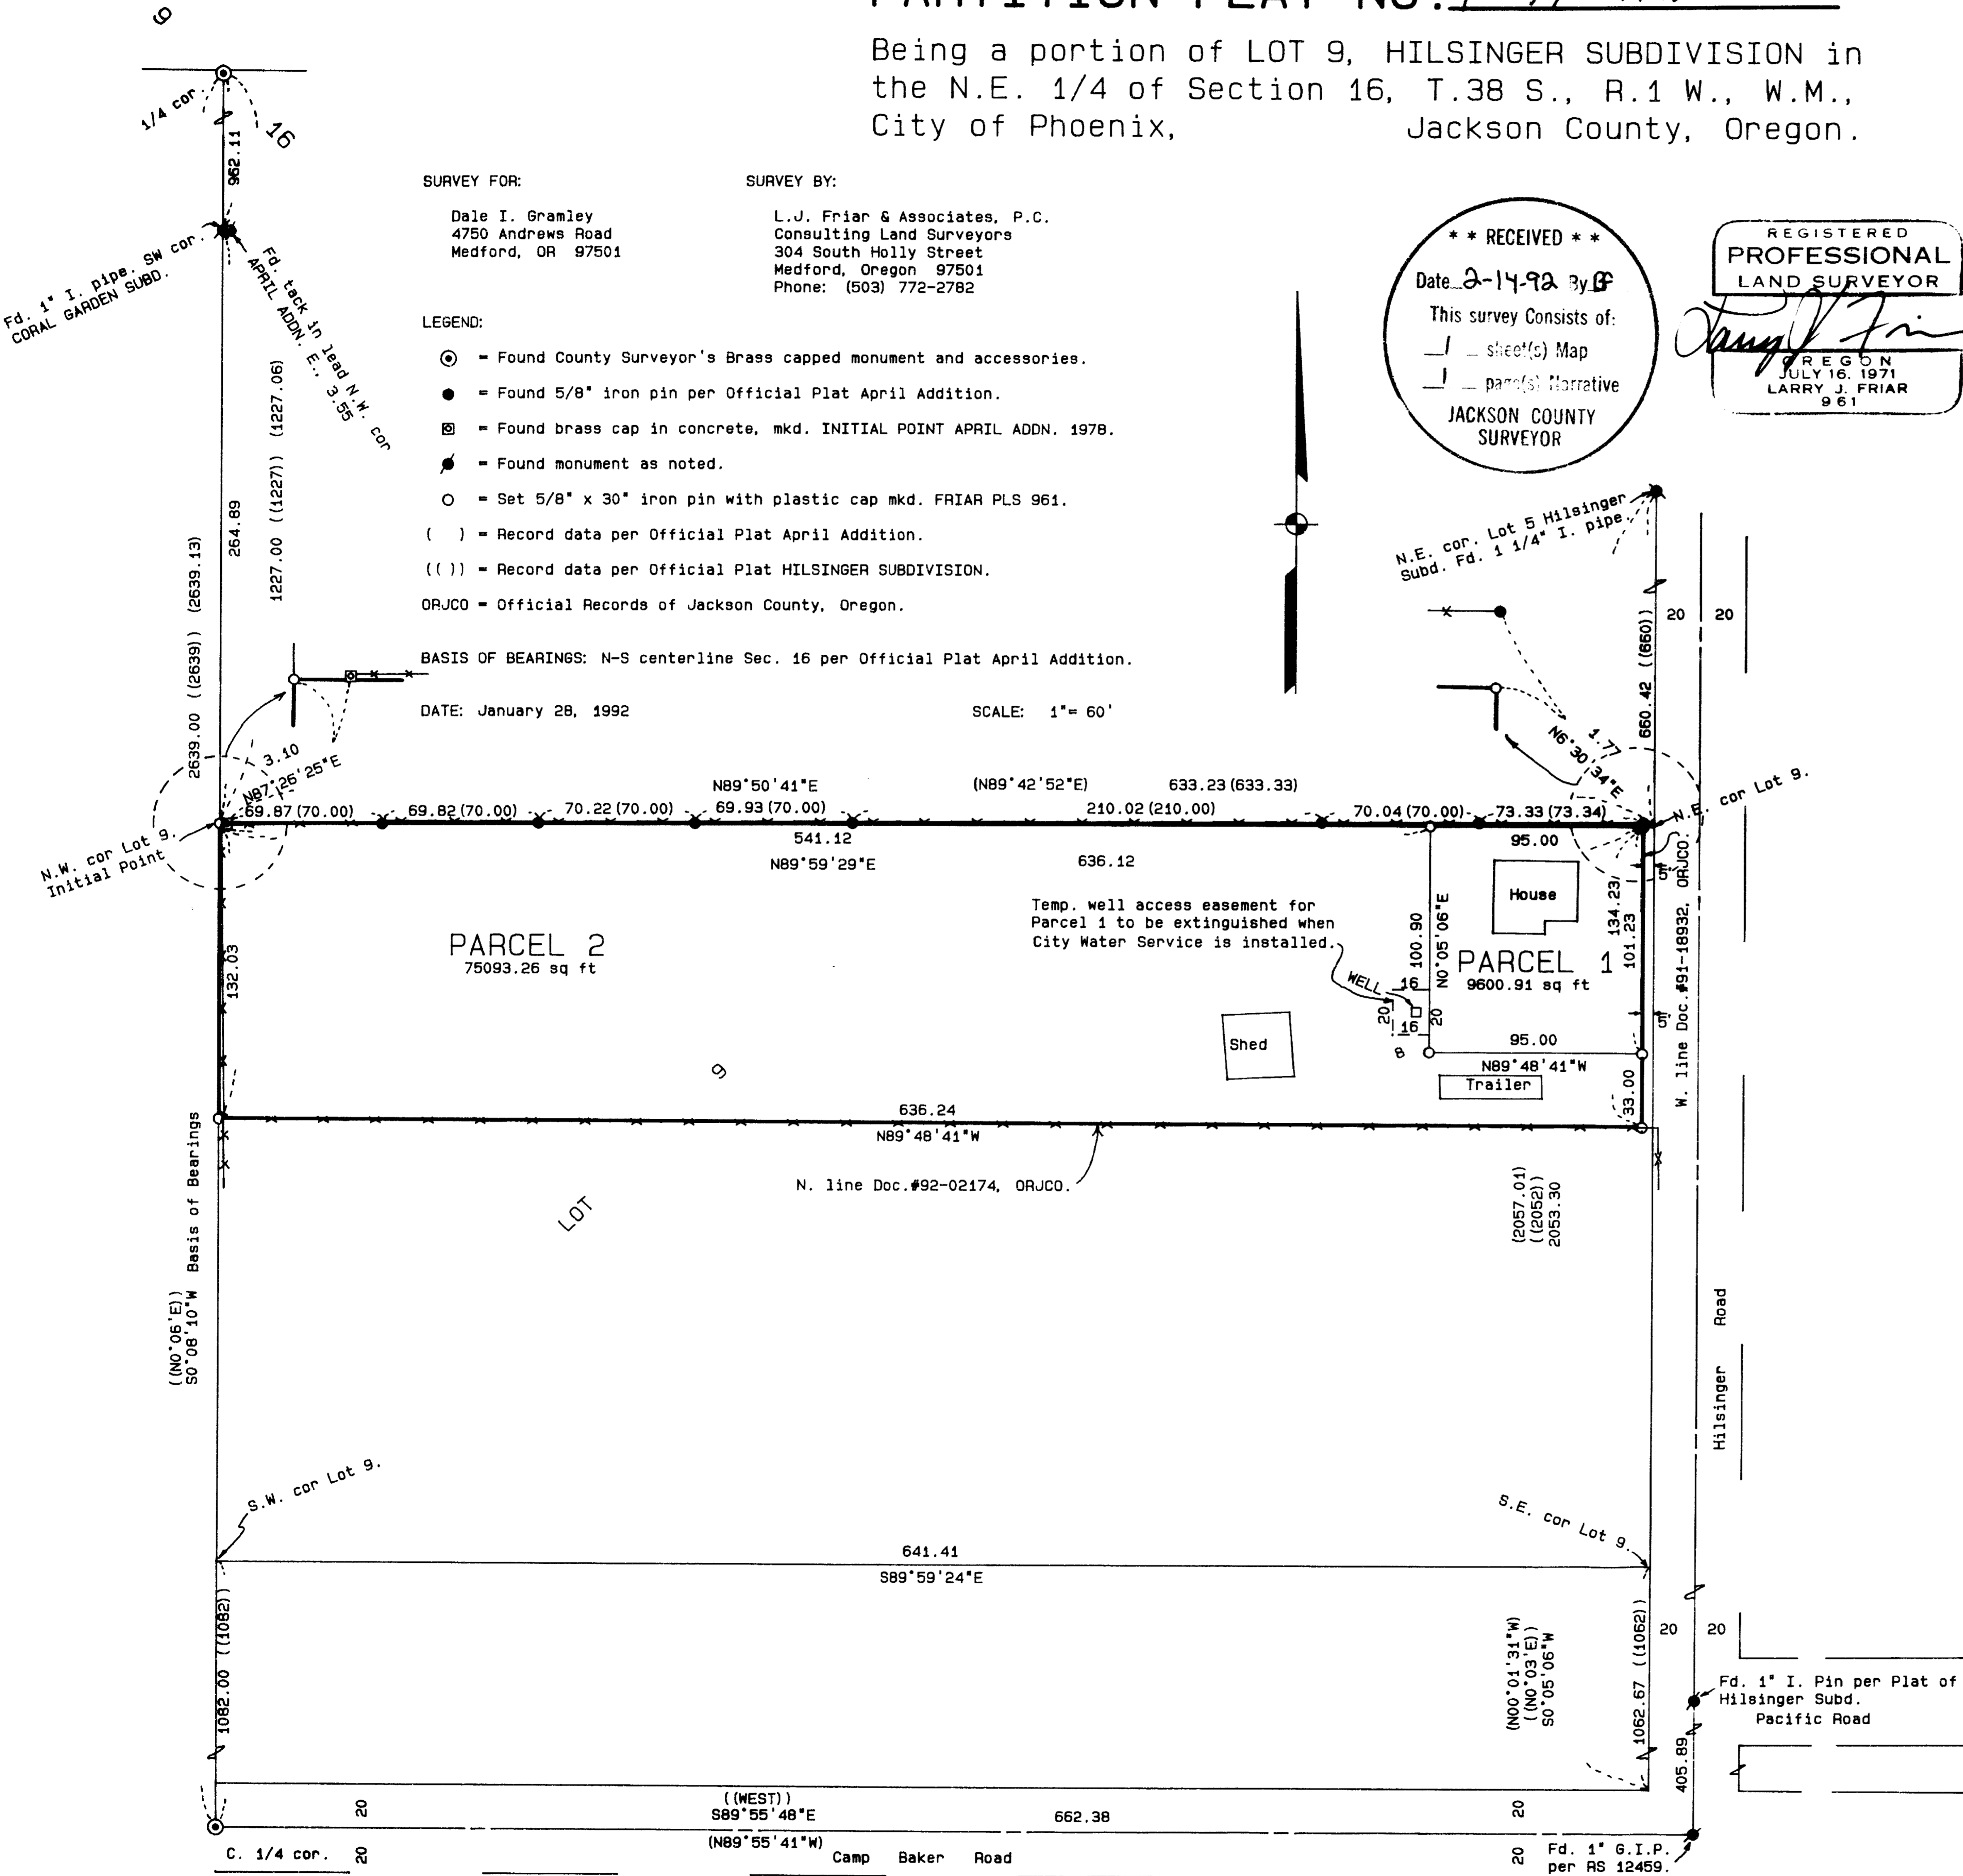 PARTITION PLAT NO.
Being a portion of LOT 9, HILSINGER SUBDIVISION in
the N.E. 1/4 of Section 16, T.38 S., R.1 W., W.M.,
City of Phoenix, Jackson County, Oregon.
9
1/4 cor.
16
962.11
Fd. 1" I. pipe. SW cor.
CORAL GARDEN SUBD.
Fd. tack in lead N.W. cor
APRIL ADDN. E., 3.55
264.89
1227.00 ((1227)) (1227.06)
2639.00 ((2639)) (2639.13)
SURVEY FOR:
Dale I. Gramley
4750 Andrews Road
Medford, OR 97501
SURVEY BY:
L.J. Friar & Associates, P.C.
Consulting Land Surveyors
304 South Holly Street
Medford, Oregon 97501
Phone: (503) 772-2782
* * RECEIVED * *
Date 2-14-92 By
This survey Consists of:
1 sheet(s) Map
1 page(s) Narrative
JACKSON COUNTY
SURVEYOR
REGISTERED
PROFESSIONAL
LAND SURVEYOR
Larry J Friar
OREGON
JULY 16, 1971
LARRY J. FRIAR
961
LEGEND:
= Found County Surveyor's Brass capped monument and accessories.
= Found 5/8" iron pin per Official Plat April Addition.
= Found brass cap in concrete, mkd. INITIAL POINT APRIL ADDN. 1978.
= Found monument as noted.
= Set 5/8" x 30" iron pin with plastic cap mkd. FRIAR PLS 961.
( ) = Record data per Official Plat April Addition.
(( )) = Record data per Official Plat HILSINGER SUBDIVISION.
ORJCO = Official Records of Jackson County, Oregon.
BASIS OF BEARINGS: N-S centerline Sec. 16 per Official Plat April Addition.
DATE: January 28, 1992 SCALE: 1"= 60'
N.E. cor. Lot 5 Hilsinger
Subd. Fd. 1 1/4" I. pipe.
20 20
660.42 ((660))
1.77
N6°30'34"E
3.10
N87°26'25"E
N89°50'41"E (N89°42'52"E) 633.23 (633.33)
69.87 (70.00) 69.82 (70.00) 70.22 (70.00) 69.93 (70.00) 210.02 (210.00) 70.04 (70.00) 73.33 (73.34)
N.E. cor Lot 9.
N.W. cor Lot 9.
Initial Point
541.12 95.00
N89°59'29"E 636.12
Temp. well access easement for
Parcel 1 to be extinguished when
City Water Service is installed.
House
5'
134.23
101.23
100.90
N0°05'06"E
PARCEL 1
9600.91 sq ft
PARCEL 2
75093.26 sq ft
132.03
WELL
16
20
20
16
8
5'
W. line Doc.#91-18932, ORJCO.
Shed
95.00
N89°48'41"W
Trailer
33.00
9
636.24
N89°48'41"W
N. line Doc.#92-02174, ORJCO.
LOT
(2057.01)
((2052))
2053.30
((N0°06'E))
S0°08'10"W Basis of Bearings
Hilsinger Road
S.W. cor Lot 9.
S.E. cor Lot 9.
641.41
S89°59'24"E
1082.00 ((1082))
(N00°01'31"W)
((N0°03'E))
S0°05'06"W
1062.67 ((1062))
20 20
Fd. 1" I. Pin per Plat of
Hilsinger Subd.
Pacific Road
405.89
((WEST))
S89°55'48"E 662.38
(N89°55'41"W)
20
20
20
20
C. 1/4 cor.
Camp Baker Road
Fd. 1" G.I.P.
per RS 12459.